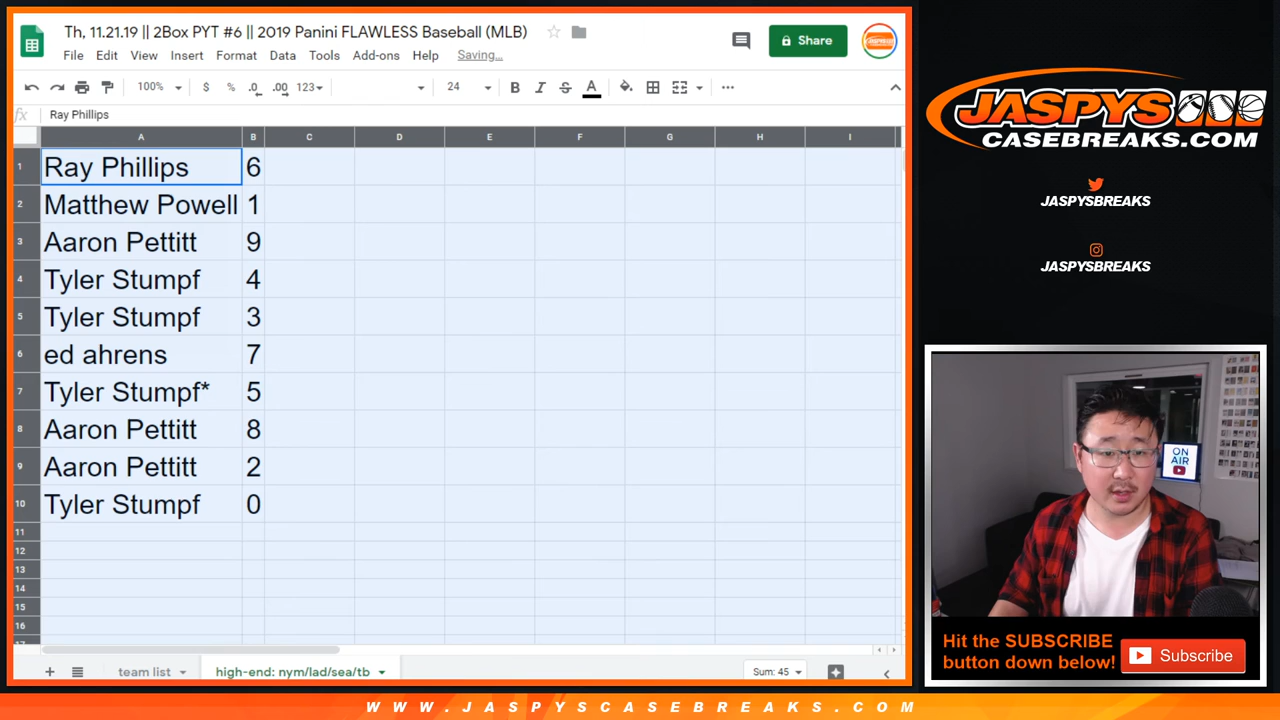 Th, 11.21.19 || 2Box PYT #6 || 2019 Panini FLAWLESS Baseball (MLB)
File Edit View Insert Format Data Tools Add-ons Help Saving...
Share
100% $ % .0 .00 123 24 B I S A
fx Ray Phillips
A B C D E F G H I
1 Ray Phillips 6
2 Matthew Powell 1
3 Aaron Pettitt 9
4 Tyler Stumpf 4
5 Tyler Stumpf 3
6 ed ahrens 7
7 Tyler Stumpf* 5
8 Aaron Pettitt 8
9 Aaron Pettitt 2
10 Tyler Stumpf 0
11
12
13
14
15
16
team list high-end: nym/lad/sea/tb Sum: 45
JASPYS
CASEBREAKS.COM
JASPYSBREAKS
JASPYSBREAKS
ON
AIR
Hit the SUBSCRIBE
button down below!
Subscribe
WWW.JASPYSCASEBREAKS.COM